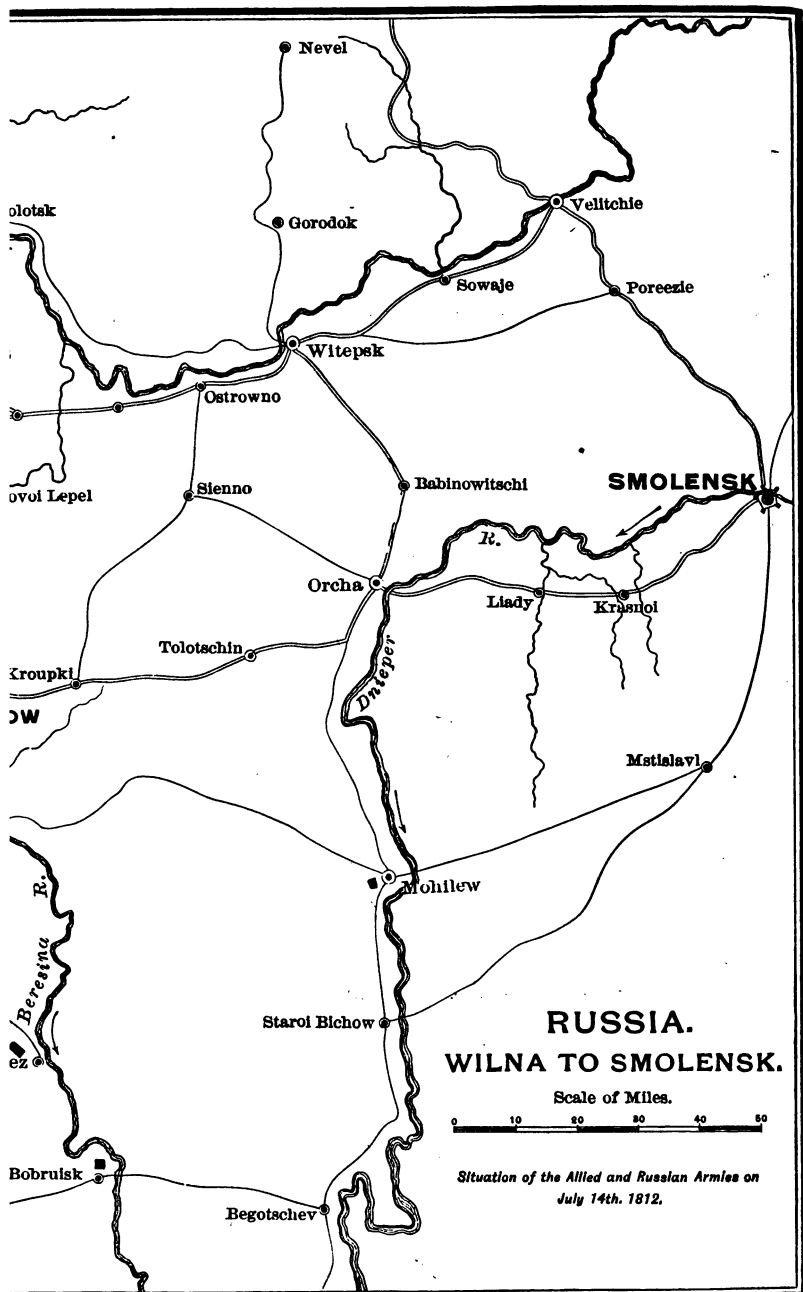 Nevel
olotsk
Velitchie
Gorodok
Sowaje
Poreezie
Witepsk
Ostrowno
SMOLENSK
Babinowitschi
Sienno
ovoi Lepel
R.
Orcha
Liady
Krasnoi
Tolotschin
Dnieper
Kroupki
OW
Mstislavl
R.
Mohilew
Beresina
Staroi Bichow
RUSSIA.
WILNA TO SMOLENSK.
ez
Scale of Miles.
0 10 20 30 40 50
Bobruisk
Situation of the Allied and Russian Armies on
July 14th. 1812.
Begotschev